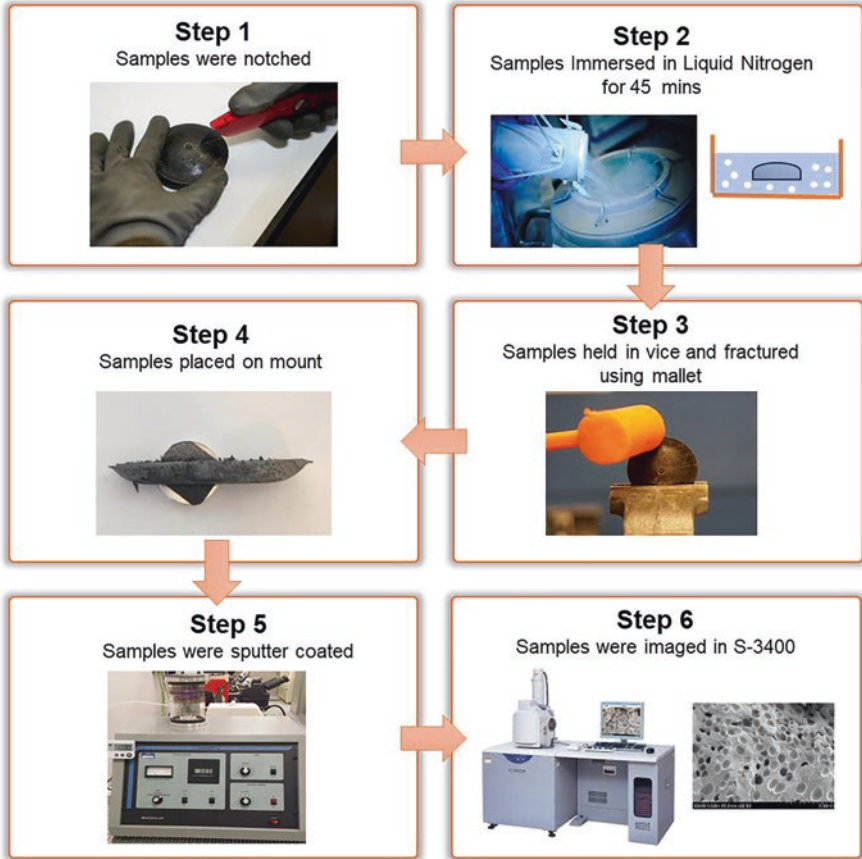 Step 1
Samples were notched
Step 2
Samples Immersed in Liquid Nitrogen
for 45 mins
Step 3
Samples held in vice and fractured
using mallet
Step 4
Samples placed on mount
Step 5
Samples were sputter coated
Step 6
Samples were imaged in S-3400